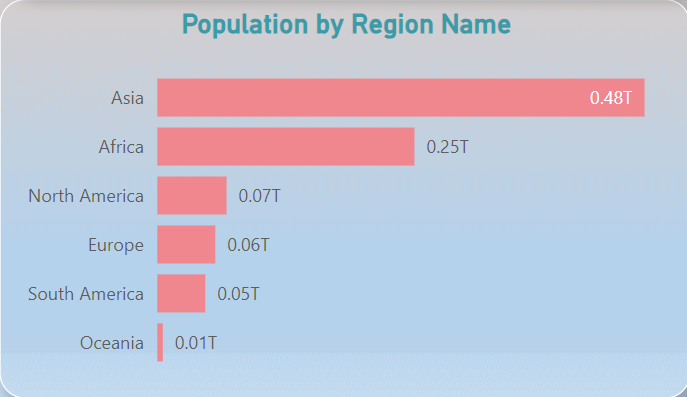 Population by Region Name
Asia 0.48T
Africa 0.25T
North America 0.07T
Europe 0.06T
South America 0.05T
Oceania 0.01T